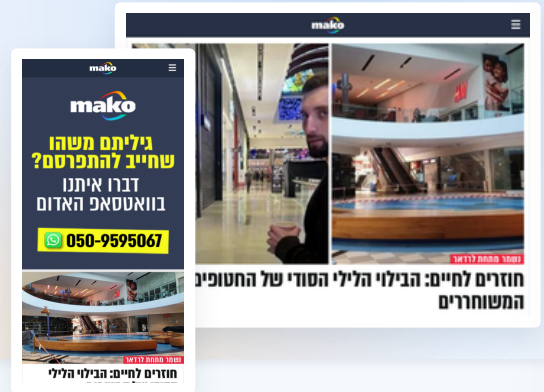 mako
נשמר מתחת לרדאר
חוזרים לחיים: הבילוי הלילי הסודי של החטופים
המשוחררים
mako
mako
גיליתם משהו
שחייב להתפרסם?
דברו איתנו
בוואטסאפ האדום
050-9595067
נשמר מתחת לרדאר
חוזרים לחיים: הבילוי הלילי